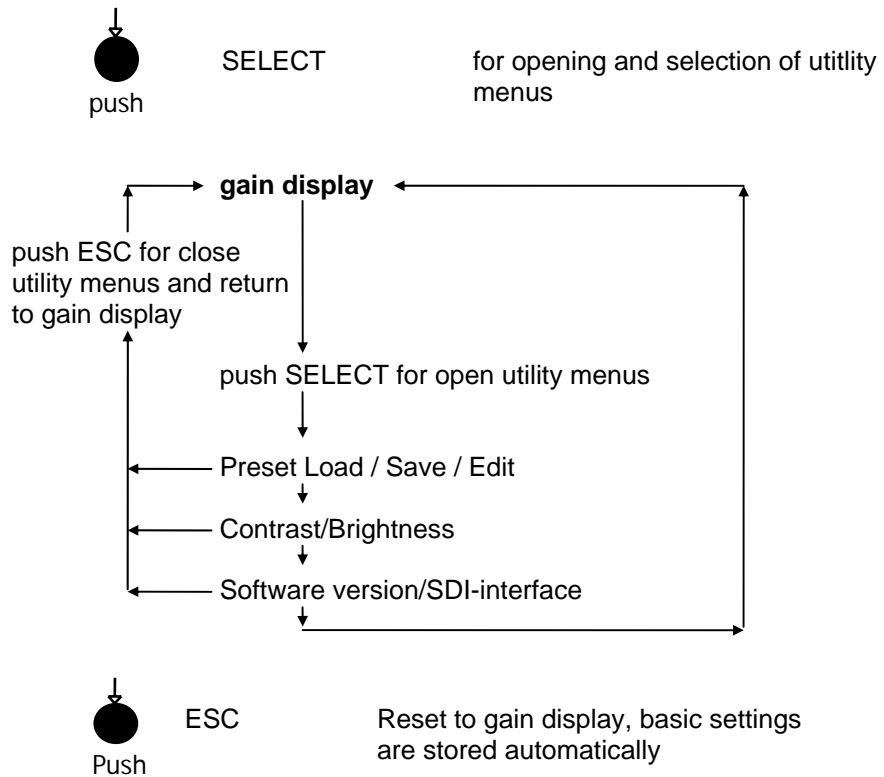 SELECT
for opening and selection of utitlity
menus
push
gain display
push ESC for close
utility menus and return
to gain display
push SELECT for open utility menus
Preset Load / Save / Edit
Contrast/Brightness
Software version/SDI-interface
ESC
Reset to gain display, basic settings
are stored automatically
Push